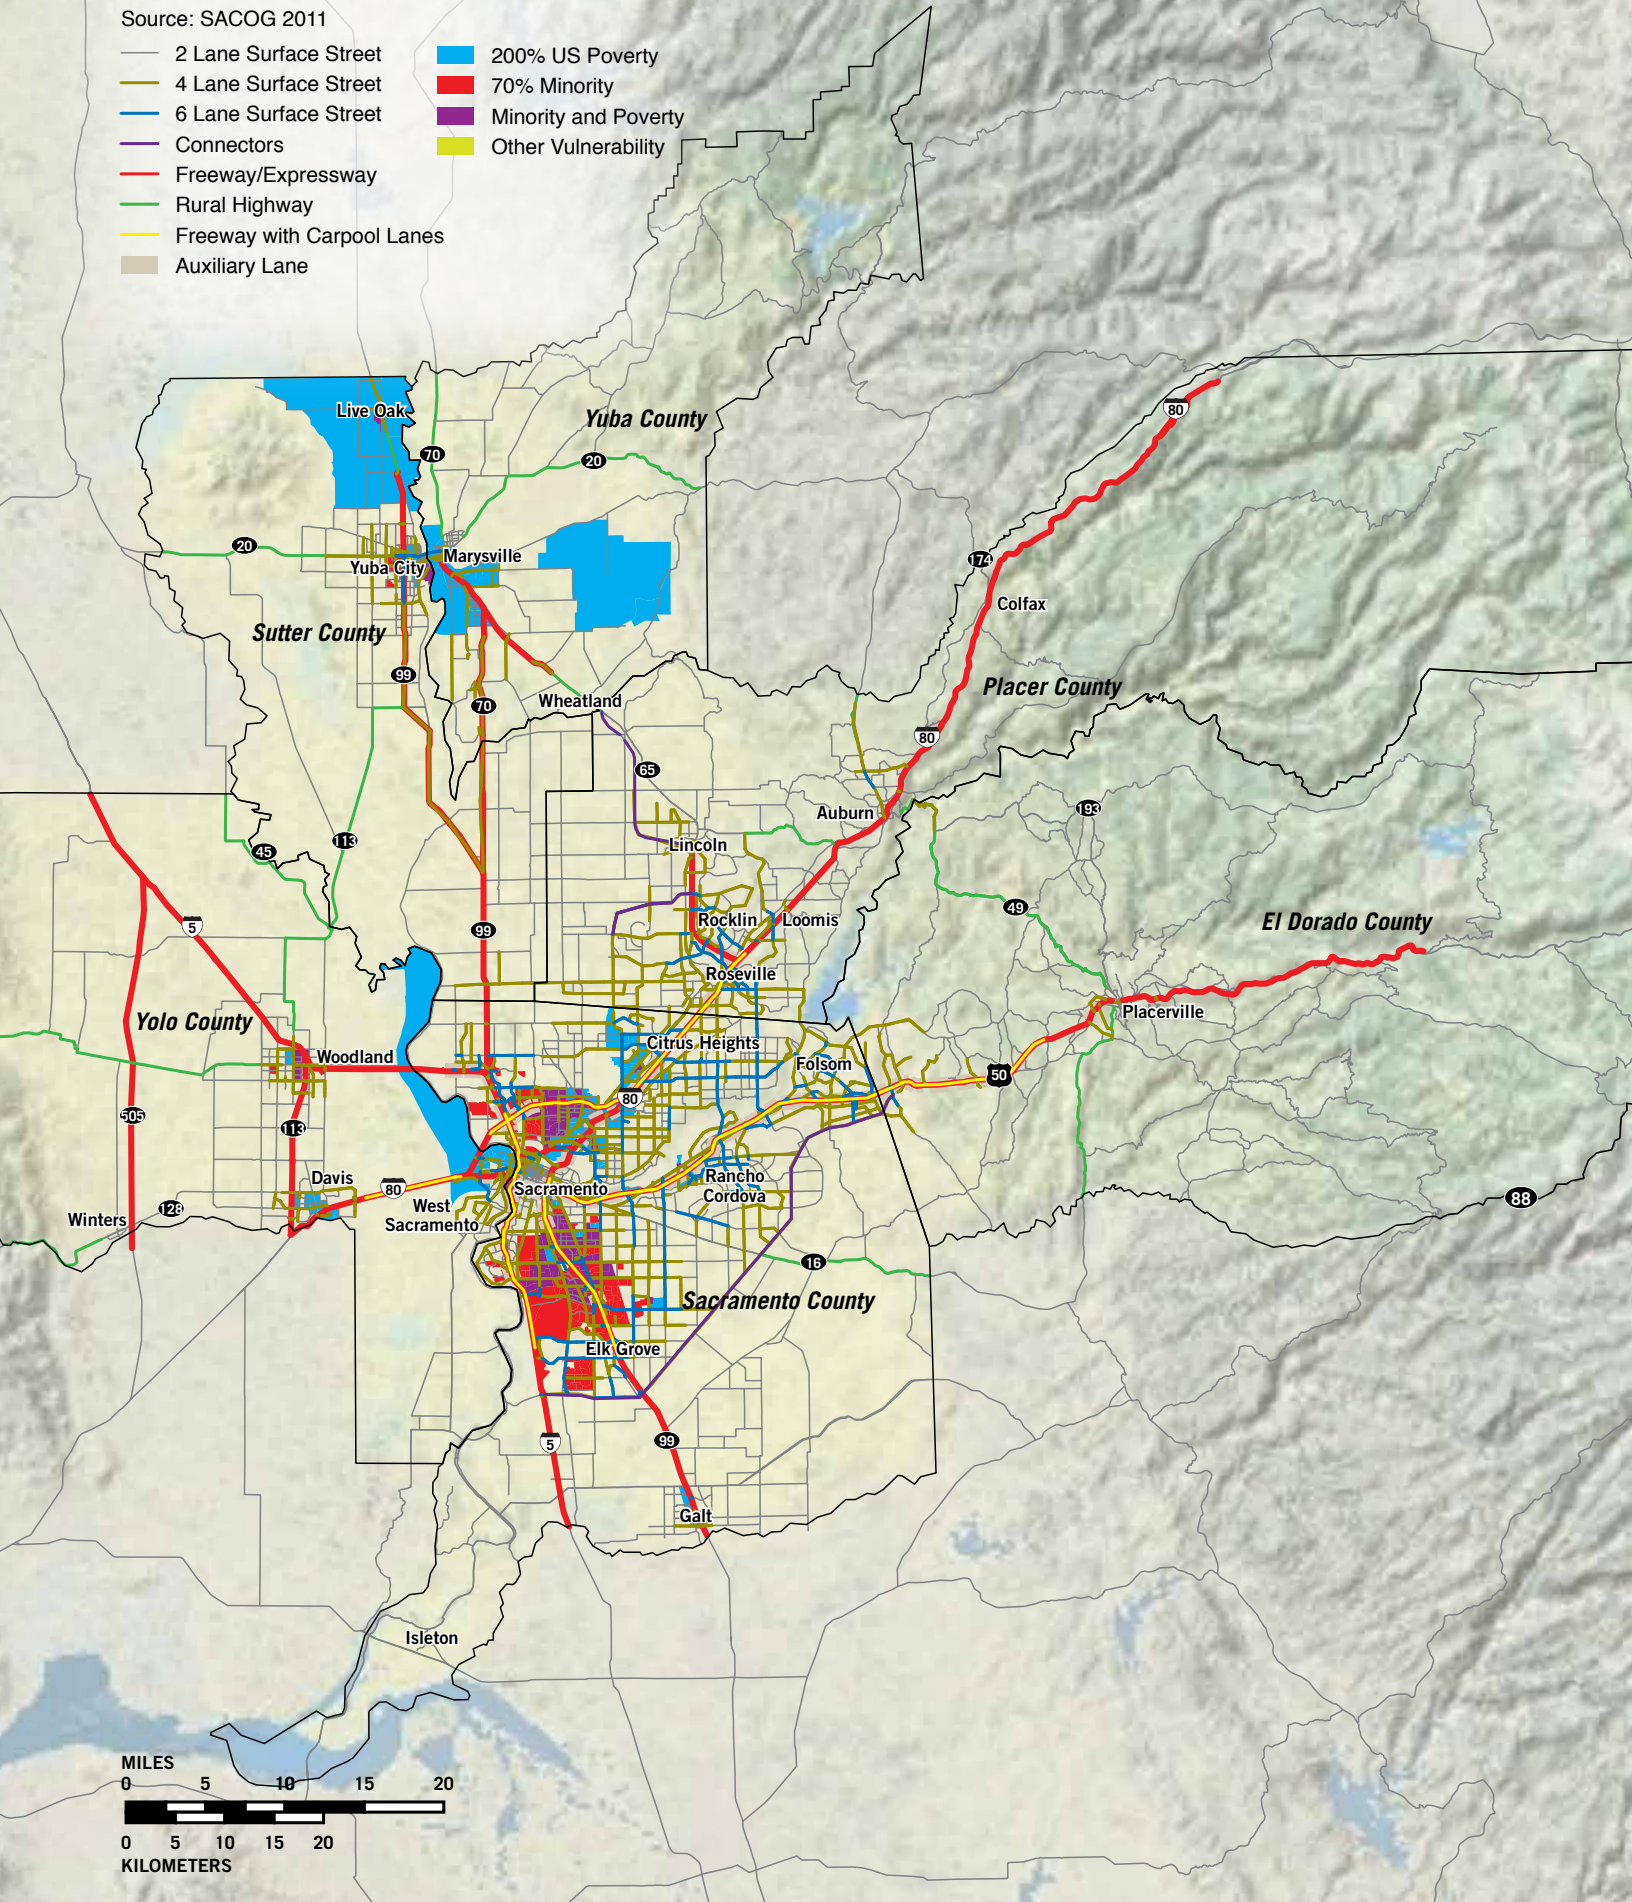 Source: SACOG 2011
2 Lane Surface Street
4 Lane Surface Street
6 Lane Surface Street
Connectors
Freeway/Expressway
Rural Highway
Freeway with Carpool Lanes
Auxiliary Lane
200% US Poverty
70% Minority
Minority and Poverty
Other Vulnerability
80
Live Oak
Yuba County
70
20
20
Marysville
Yuba City
174
Colfax
Sutter County
99
Placer County
Wheatland
70
80
65
193
Auburn
113
Lincoln
45
49
Rocklin
Loomis
El Dorado County
5
99
Roseville
Yolo County
Placerville
Citrus Heights
Woodland
Folsom
50
80
505
113
Davis
Rancho
Cordova
80
Sacramento
88
West
Sacramento
128
Winters
16
Sacramento County
Elk Grove
5
99
Galt
Isleton
MILES
0 5 10 15 20
0 5 10 15 20
KILOMETERS